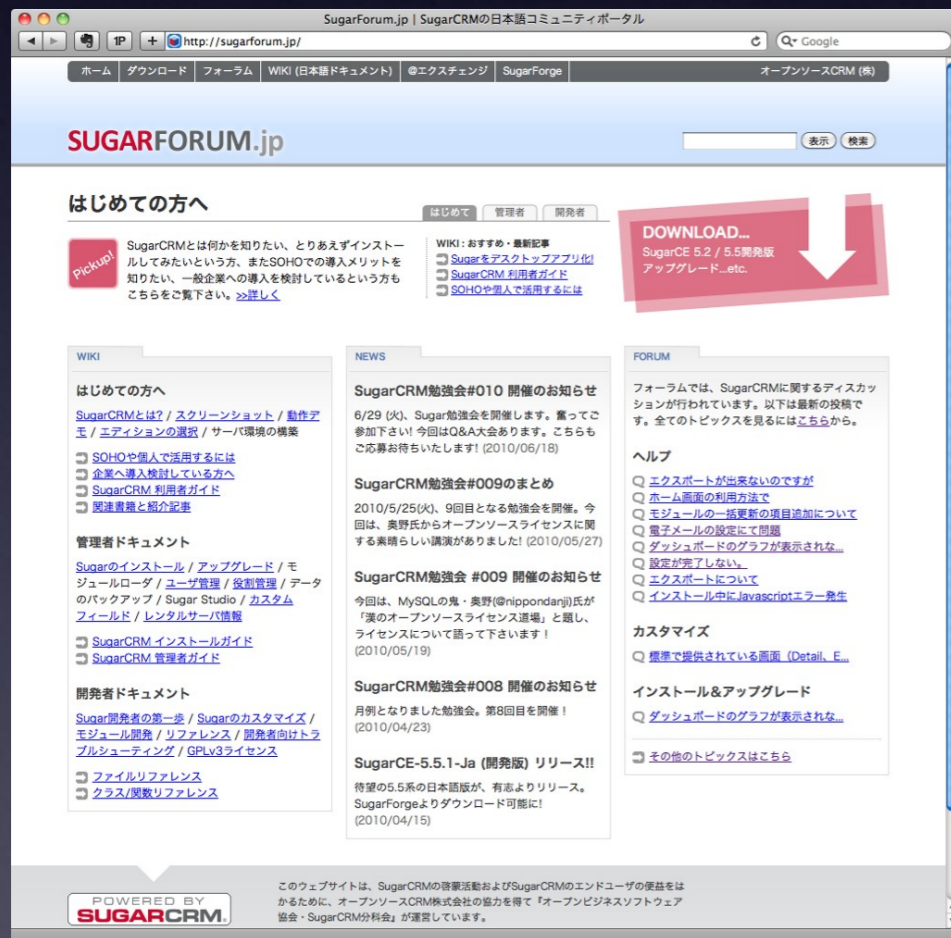 SugarForum.jp | SugarCRMの日本語コミュニティポータル
1P
+
http://sugarforum.jp/
Google
ホーム
ダウンロード
フォーラム
WIKI (日本語ドキュメント)
@エクスチェンジ
SugarForge
オープンソースCRM (株)
SUGARFORUM.jp
表示
検索
はじめての方へ
はじめて
管理者
開発者
Pickup!
SugarCRMとは何かを知りたい、とりあえずインストー
ルしてみたいという方、またSOHOでの導入メリットを
知りたい、一般企業への導入を検討しているという方も
こちらをご覧下さい。>>詳しく
WIKI : おすすめ・最新記事
Sugarをデスクトップアプリ化!
SugarCRM 利用者ガイド
SOHOや個人で活用するには
DOWNLOAD...
SugarCE 5.2 / 5.5開発版
アップグレード...etc.
WIKI
はじめての方へ
SugarCRMとは? / スクリーンショット / 動作デ
モ / エディションの選択 / サーバ環境の構築
SOHOや個人で活用するには
企業へ導入検討している方へ
SugarCRM 利用者ガイド
関連書籍と紹介記事
管理者ドキュメント
Sugarのインストール / アップグレード / モ
ジュールローダ / ユーザ管理 / 役割管理 / データ
のバックアップ / Sugar Studio / カスタム
フィールド / レンタルサーバ情報
SugarCRM インストールガイド
SugarCRM 管理者ガイド
開発者ドキュメント
Sugar開発者の第一歩 / Sugarのカスタマイズ /
モジュール開発 / リファレンス / 開発者向けトラ
ブルシューティング / GPLv3ライセンス
ファイルリファレンス
クラス/関数リファレンス
NEWS
SugarCRM勉強会#010 開催のお知らせ
6/29 (火)、Sugar勉強会を開催します。奮ってご
参加下さい! 今回はQ&A大会あります。こちらも
ご応募お待ちいたします! (2010/06/18)
SugarCRM勉強会#009のまとめ
2010/5/25(火)、9回目となる勉強会を開催。今
回は、奥野氏からオープンソースライセンスに関
する素晴らしい講演がありました! (2010/05/27)
SugarCRM勉強会 #009 開催のお知らせ
今回は、MySQLの鬼・奥野(@nippondanji)氏が
「漢のオープンソースライセンス道場」と題し、
ライセンスについて語って下さいます！
(2010/05/19)
SugarCRM勉強会#008 開催のお知らせ
月例となりました勉強会。第8回目を開催！
(2010/04/23)
SugarCE-5.5.1-Ja (開発版) リリース!!
待望の5.5系の日本語版が、有志よりリリース。
SugarForgeよりダウンロード可能に!
(2010/04/15)
FORUM
フォーラムでは、SugarCRMに関するディスカッ
ションが行われています。以下は最新の投稿で
す。全てのトピックスを見るにはこちらから。
ヘルプ
エクスポートが出来ないのですが
ホーム画面の利用方法で
モジュールの一括更新の項目追加について
電子メールの設定にて問題
ダッシュボードのグラフが表示されな...
設定が完了しない。
エクスポートについて
インストール中にJavascriptエラー発生
カスタマイズ
標準で提供されている画面（Detail、E...
インストール&アップグレード
ダッシュボードのグラフが表示されな...
その他のトピックスはこちら
POWERED BY
SUGARCRM.
このウェブサイトは、SugarCRMの啓蒙活動およびSugarCRMのエンドユーザの便益をは
かるために、オープンソースCRM株式会社の協力を得て『オープンビジネスソフトウェア
協会・SugarCRM分科会』が運営しています。